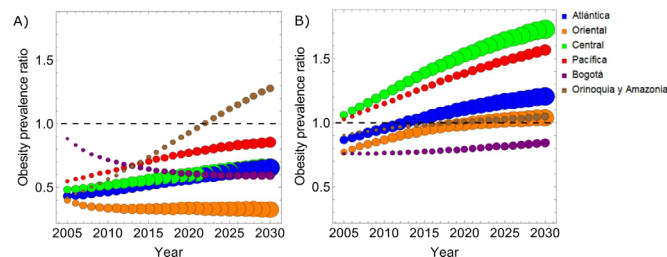 A)
Obesity prevalence ratio
1.5
1.0
0.5
2005 2010 2015 2020 2025 2030
Year
B)
Obesity prevalence ratio
1.5
1.0
0.5
2005 2010 2015 2020 2025 2030
Year
Atlántica
Oriental
Central
Pacífica
Bogotá
Orinoquia y Amazonia